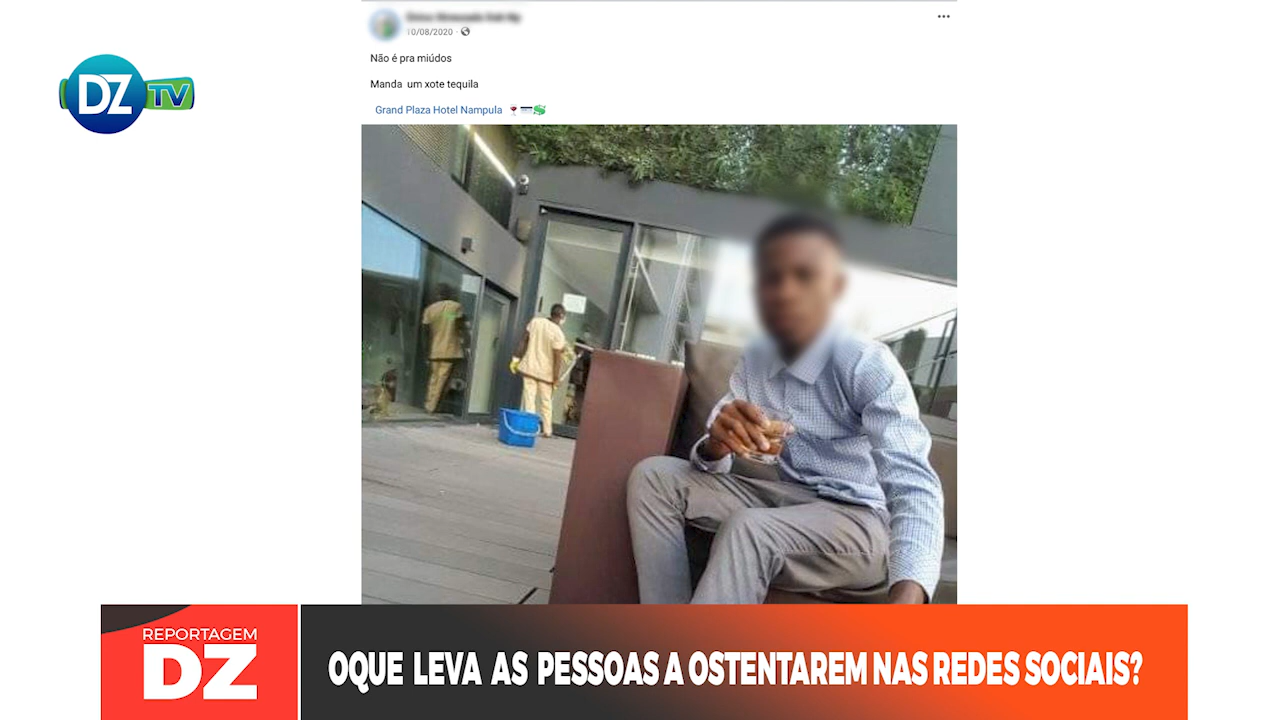 DZ TV
10/08/2020
Não é pra miúdos
Manda um xote tequila
Grand Plaza Hotel Nampula
REPORTAGEM
DZ
OQUE LEVA AS PESSOAS A OSTENTAREM NAS REDES SOCIAIS?